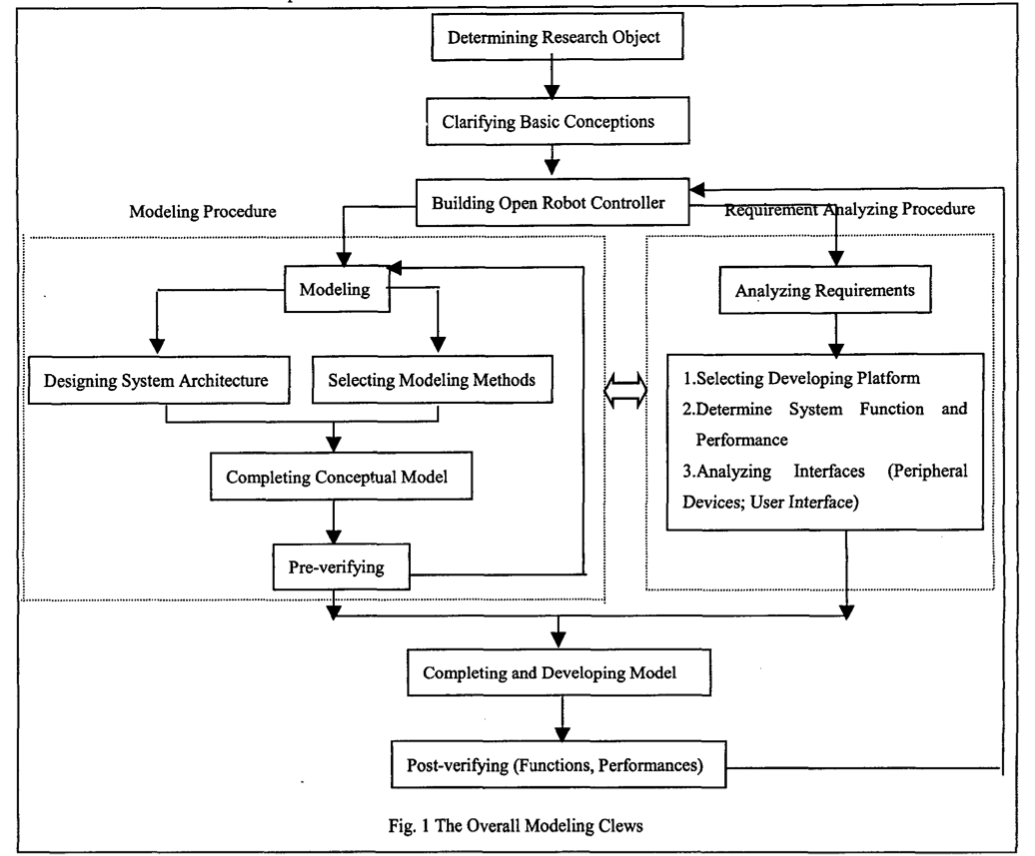 Determining Research Object
Clarifying Basic Conceptions
Building Open Robot Controller
Modeling Procedure
Requirement Analyzing Procedure
Modeling
Analyzing Requirements
Designing System Architecture
Selecting Modeling Methods
1.Selecting Developing Platform
2.Determine System Function and
Performance
3.Analyzing Interfaces (Peripheral
Devices; User Interface)
Completing Conceptual Model
Pre-verifying
Completing and Developing Model
Post-verifying (Functions, Performances)
Fig. 1 The Overall Modeling Clews